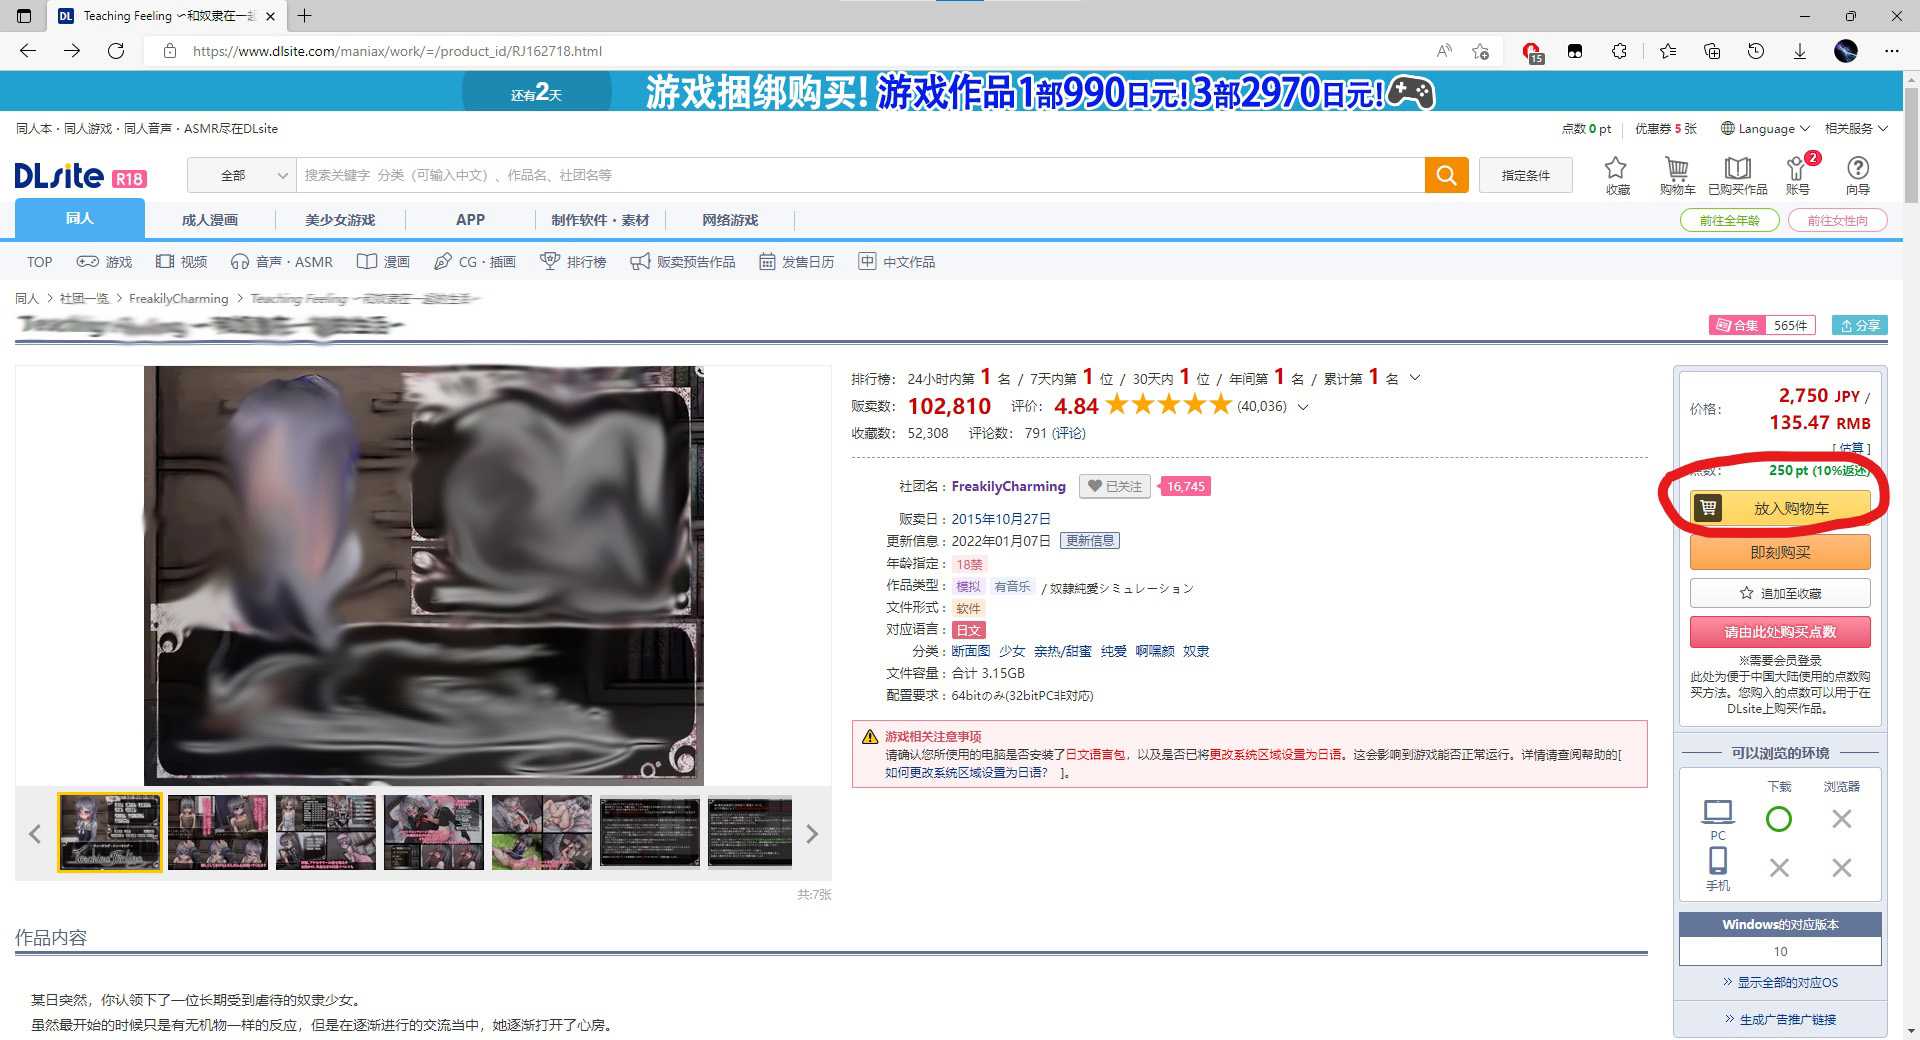 Teaching Feeling ～和奴隶在一起
https://www.dlsite.com/maniax/work/=/product_id/RJ162718.html
15
还有2天
游戏捆绑购买! 游戏作品1部990日元!3部2970日元!
同人本・同人游戏・同人音声・ASMR尽在DLsite
点数 0 pt
优惠券 5 张
Language
相关服务
DLsite R18
全部
搜索关键字 分类（可输入中文）、作品名、社团名等
指定条件
收藏
购物车
已购买作品
2
账号
向导
同人
成人漫画
美少女游戏
APP
制作软件・素材
网络游戏
前往全年龄
前往女性向
TOP
游戏
视频
音声・ASMR
漫画
CG・插画
排行榜
贩卖预告作品
发售日历
中 中文作品
同人 > 社团一览 > FreakilyCharming > Teaching Feeling ～和奴隶在一起的生活～
Teaching Feeling ～和奴隶在一起的生活～
合集 565件
分享
排行榜： 24小时内第 1 名 / 7天内第 1 位 / 30天内 1 位 / 年间第 1 名 / 累计第 1 名
贩卖数： 102,810 评价： 4.84 (40,036)
收藏数： 52,308 评论数： 791 (评论)
社团名 : FreakilyCharming 已关注 16,745
贩卖日 : 2015年10月27日
更新信息 : 2022年01月07日 更新信息
年龄指定 : 18禁
作品类型 : 模拟 有音乐 / 奴隷純愛シミュレーション
文件形式 : 软件
对应语言 : 日文
分类 : 断面图 少女 亲热/甜蜜 纯爱 啊嘿颜 奴隶
文件容量 : 合计 3.15GB
配置要求 : 64bitのみ(32bitPC非対応)
游戏相关注意事项
请确认您所使用的电脑是否安装了日文语言包，以及是否已将更改系统区域设置为日语。这会影响到游戏能否正常运行。详情请查阅帮助的[
如何更改系统区域设置为日语？ ]。
价格：
2,750 JPY /
135.47 RMB
[ 估算 ]
点数：
250 pt (10%返还)
放入购物车
即刻购买
追加至收藏
请由此处购买点数
※需要会员登录
此处为便于中国大陆使用的点数购
买方法。您购入的点数可以用于在
DLsite上购买作品。
可以浏览的环境
下载
浏览器
PC
手机
Windows的对应版本
10
显示全部的对应OS
生成广告推广链接
Teaching Feeling
共:7张
作品内容
某日突然，你认领下了一位长期受到虐待的奴隶少女。
虽然最开始的时候只是有无机物一样的反应，但是在逐渐进行的交流当中，她逐渐打开了心房。